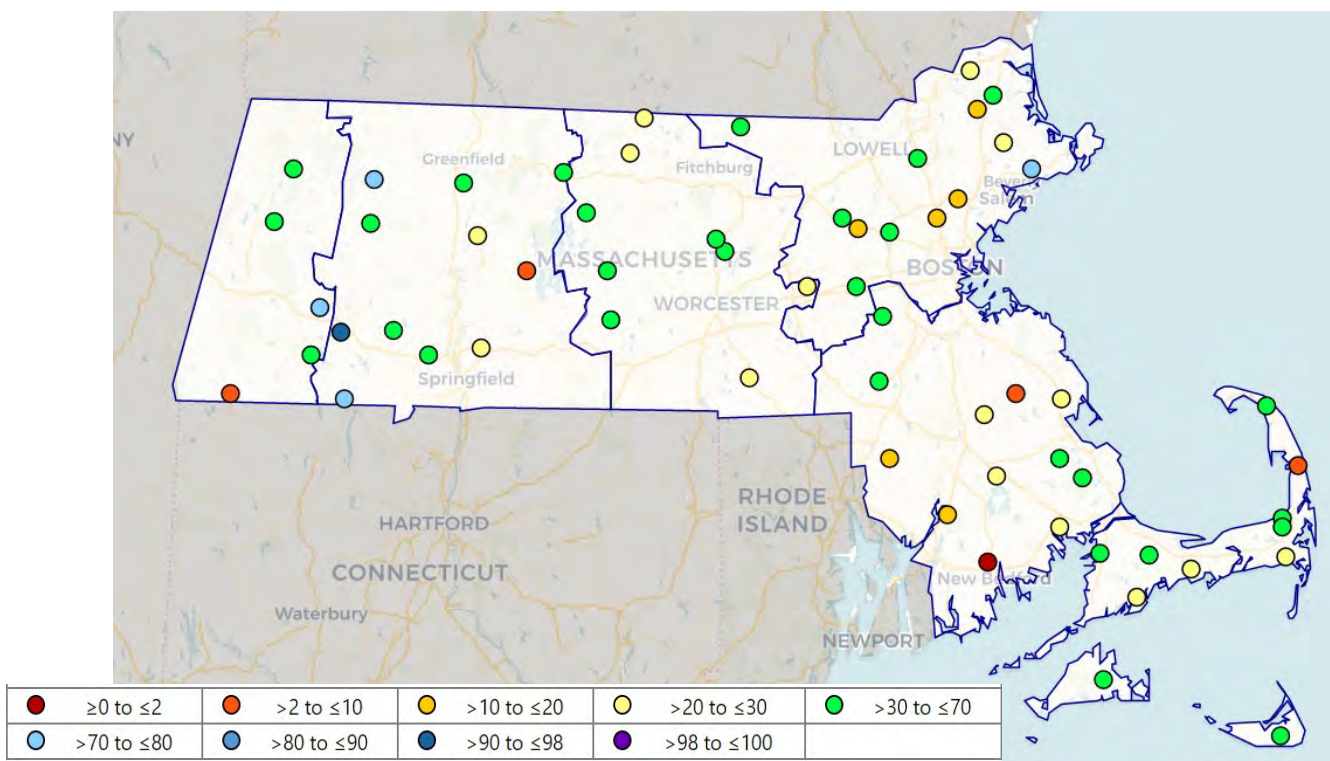 NY
Greenfield
LOWELL
Fitchburg
Beverly
Salem
MASSACHUSETTS
BOSTON
WORCESTER
Springfield
RHODE
ISLAND
HARTFORD
CONNECTICUT
New Bedford
Waterbury
NEWPORT
≥0 to ≤2 >2 to ≤10 >10 to ≤20 >20 to ≤30 >30 to ≤70
>70 to ≤80 >80 to ≤90 >90 to ≤98 >98 to ≤100